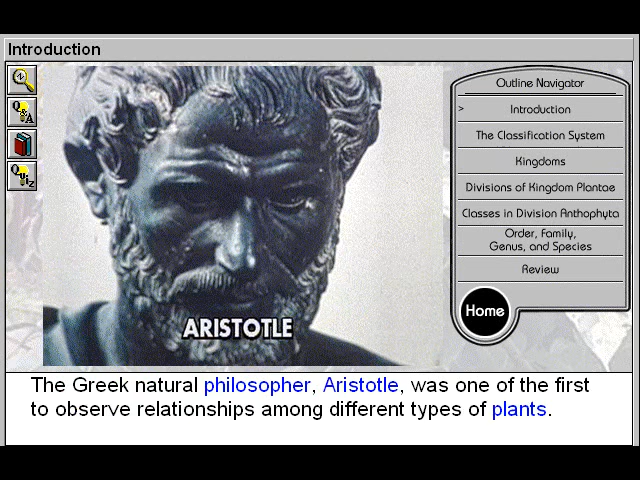 Introduction
Q&A
Quiz
ARISTOTLE
Outline Navigator
> Introduction
The Classification System
Kingdoms
Divisions of Kingdom Plantae
Classes in Division Anthophyta
Order, Family,
Genus, and Species
Review
Home
The Greek natural philosopher, Aristotle, was one of the first
to observe relationships among different types of plants.